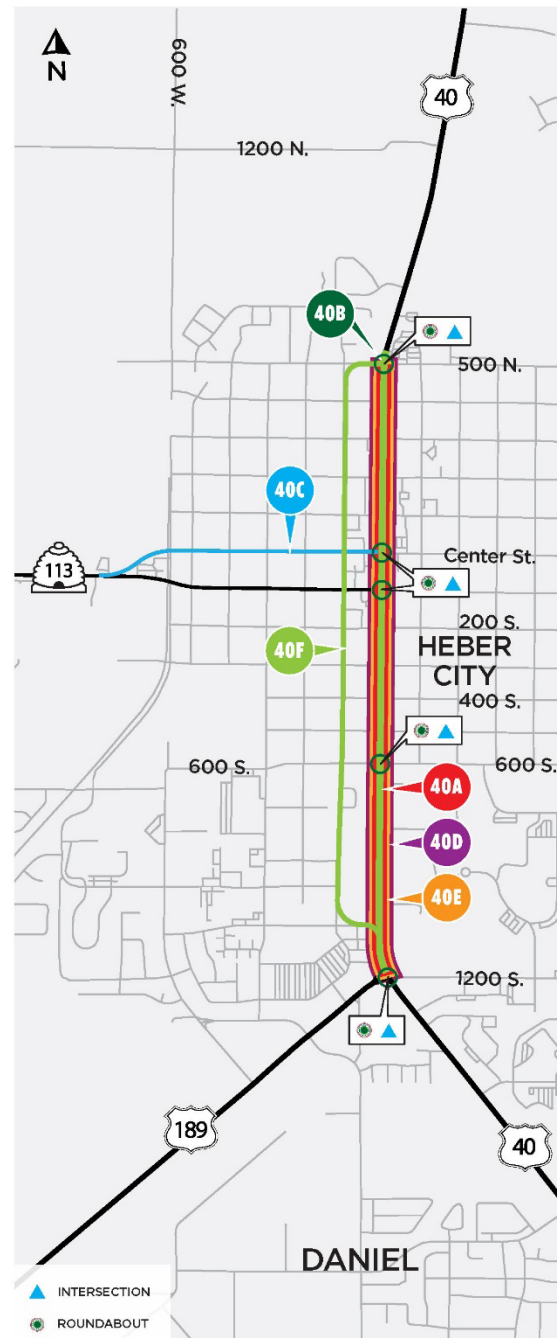 N
600 W.
40
1200 N.
40B
500 N.
40C
Center St.
113
200 S.
HEBER
CITY
40F
400 S.
600 S.
600 S.
40A
40D
40E
1200 S.
189
40
DANIEL
INTERSECTION
ROUNDABOUT